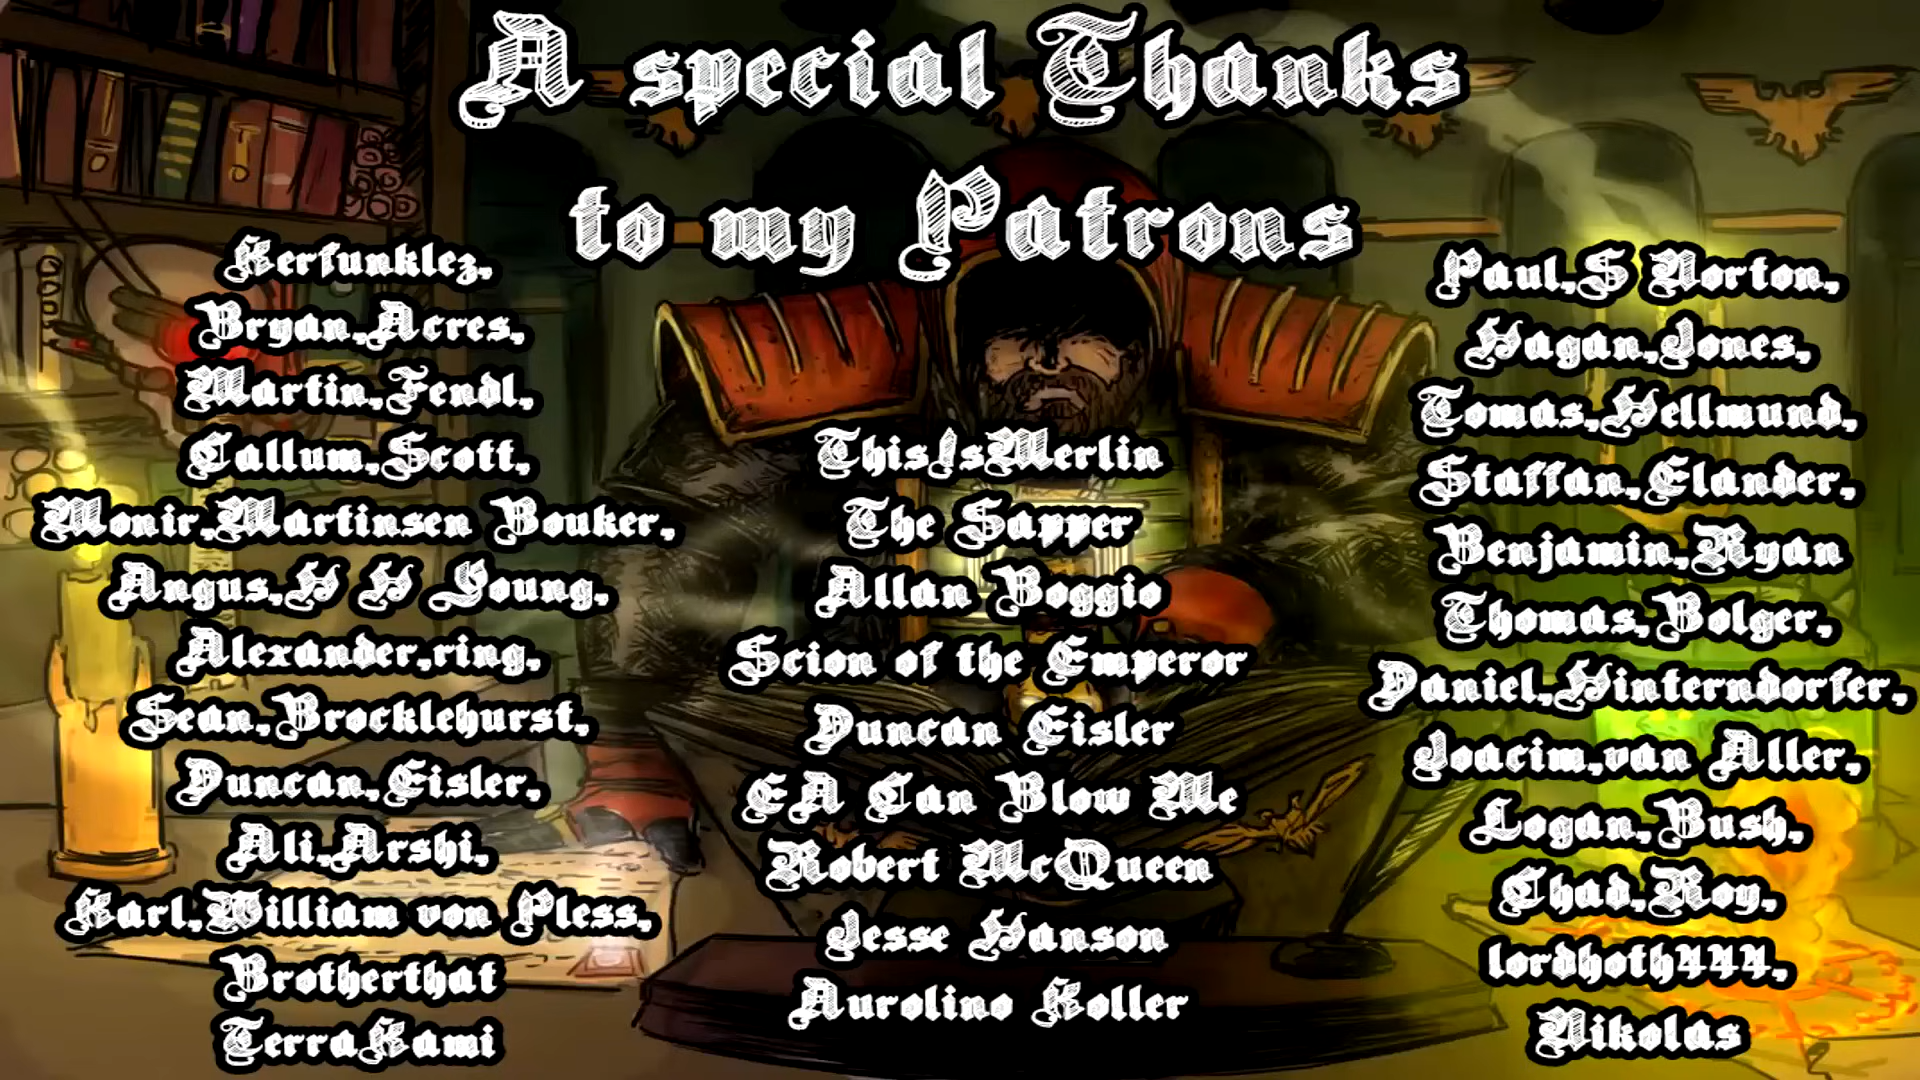 A special Thanks
to my Patrons
Kerfunklez,
Bryan,Acres,
Martin,Fendl,
Callum,Scott,
Monir,Martinsen Bouker,
Angus,H H Young,
Alexander,ring,
Sean,Brocklehurst,
Duncan,Eisler,
Ali,Arshi,
Karl,William von Pless,
Brotherthat
TerraKami
ThisIsMerlin
The Sapper
Allan Boggio
Scion of the Emperor
Duncan Eisler
EA Can Blow Me
Robert McQueen
Jesse Hanson
Aurolino Koller
Paul,S Norton,
Hagan,Jones,
Tomas,Hellmund,
Staffan,Elander,
Benjamin,Ryan
Thomas,Bolger,
Daniel,Hinterndorfer,
Joacim,van Aller,
Logan,Bush,
Chad,Roy,
lordhoth444,
Nikolas